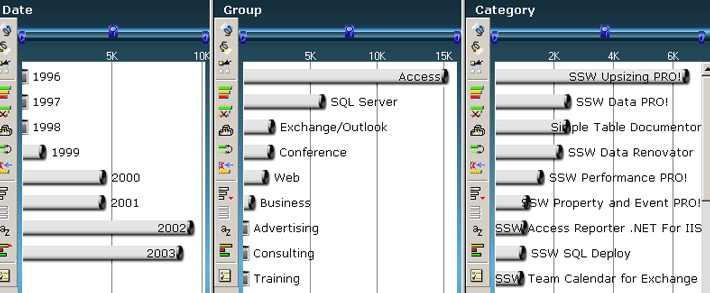 Date
5K
10K
1996
1997
1998
1999
2000
2001
2002
2003
Group
5K
10K
15K
Access
SQL Server
Exchange/Outlook
Conference
Web
Business
Advertising
Consulting
Training
Category
2K
4K
6K
SSW Upsizing PRO!
SSW Data PRO!
Simple Table Documentor
SSW Data Renovator
SSW Performance PRO!
SSW Property and Event PRO!
SSW Access Reporter .NET For IIS
SSW SQL Deploy
SSW Team Calendar for Exchange